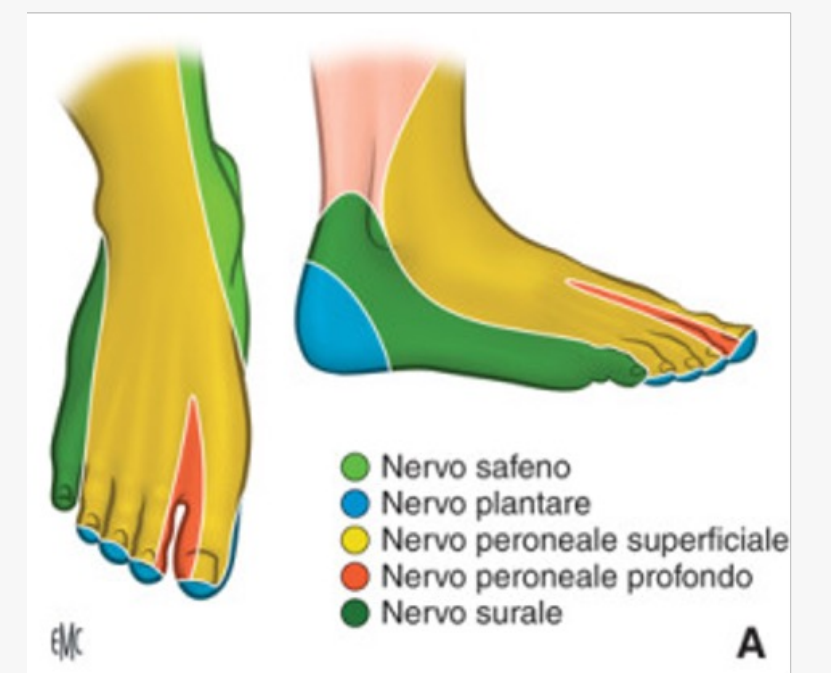 Nervo safeno
Nervo plantare
Nervo peroneale superficiale
Nervo peroneale profondo
Nervo surale
EMC
A